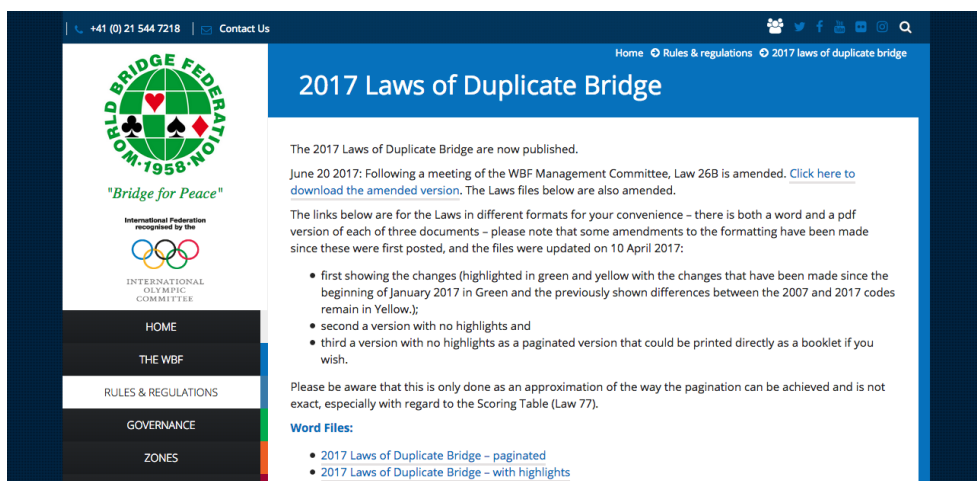 +41 (0) 21 544 7218 Contact Us
Home Rules & regulations 2017 laws of duplicate bridge
WORLD BRIDGE FEDERATION
·1958·
"Bridge for Peace"
International Federation
recognised by the
INTERNATIONAL
OLYMPIC
COMMITTEE
HOME
THE WBF
RULES & REGULATIONS
GOVERNANCE
ZONES
2017 Laws of Duplicate Bridge
The 2017 Laws of Duplicate Bridge are now published.
June 20 2017: Following a meeting of the WBF Management Committee, Law 26B is amended. Click here to
download the amended version. The Laws files below are also amended.
The links below are for the Laws in different formats for your convenience – there is both a word and a pdf
version of each of three documents – please note that some amendments to the formatting have been made
since these were first posted, and the files were updated on 10 April 2017:
• first showing the changes (highlighted in green and yellow with the changes that have been made since the
beginning of January 2017 in Green and the previously shown differences between the 2007 and 2017 codes
remain in Yellow.);
• second a version with no highlights and
• third a version with no highlights as a paginated version that could be printed directly as a booklet if you
wish.
Please be aware that this is only done as an approximation of the way the pagination can be achieved and is not
exact, especially with regard to the Scoring Table (Law 77).
Word Files:
• 2017 Laws of Duplicate Bridge – paginated
• 2017 Laws of Duplicate Bridge – with highlights